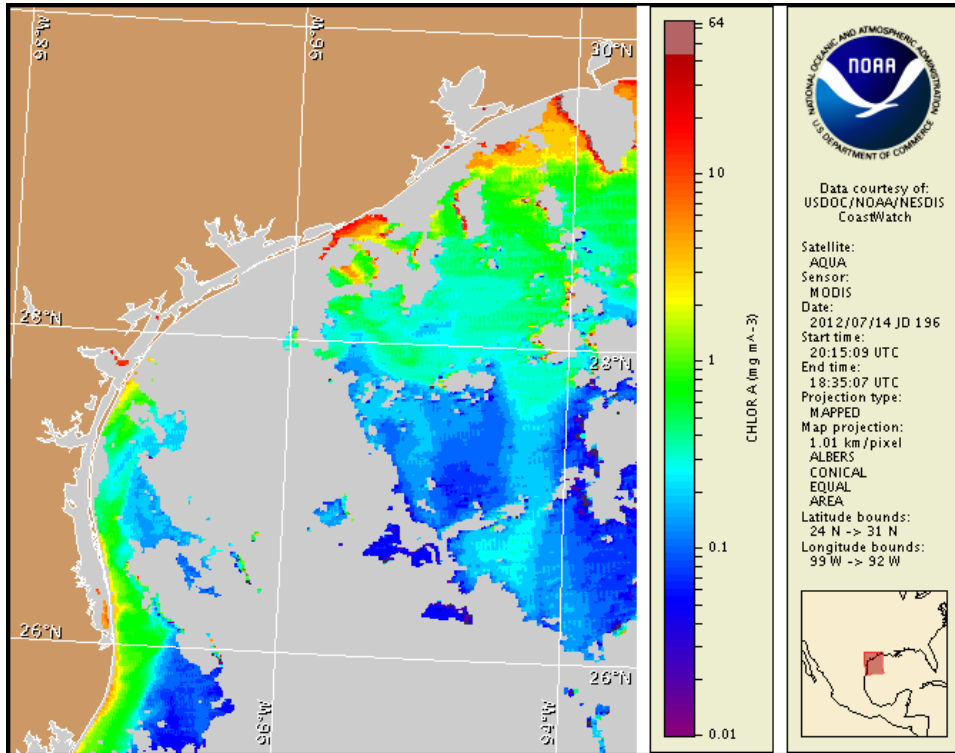 98°W
96°W
30°N
28°N
28°N
26°N
26°N
96°W
94°W
64
10
1
0.1
0.01
CHLOR A (mg m^-3)
NATIONAL OCEANIC AND ATMOSPHERIC ADMINISTRATION
NOAA
U.S. DEPARTMENT OF COMMERCE
Data courtesy of:
USDOC/NOAA/NESDIS
CoastWatch
Satellite:
AQUA
Sensor:
MODIS
Date:
2012/07/14 JD 196
Start time:
20:15:09 UTC
End time:
18:35:07 UTC
Projection type:
MAPPED
Map projection:
1.01 km/pixel
ALBERS
CONICAL
EQUAL
AREA
Latitude bounds:
24 N -> 31 N
Longitude bounds:
99 W -> 92 W